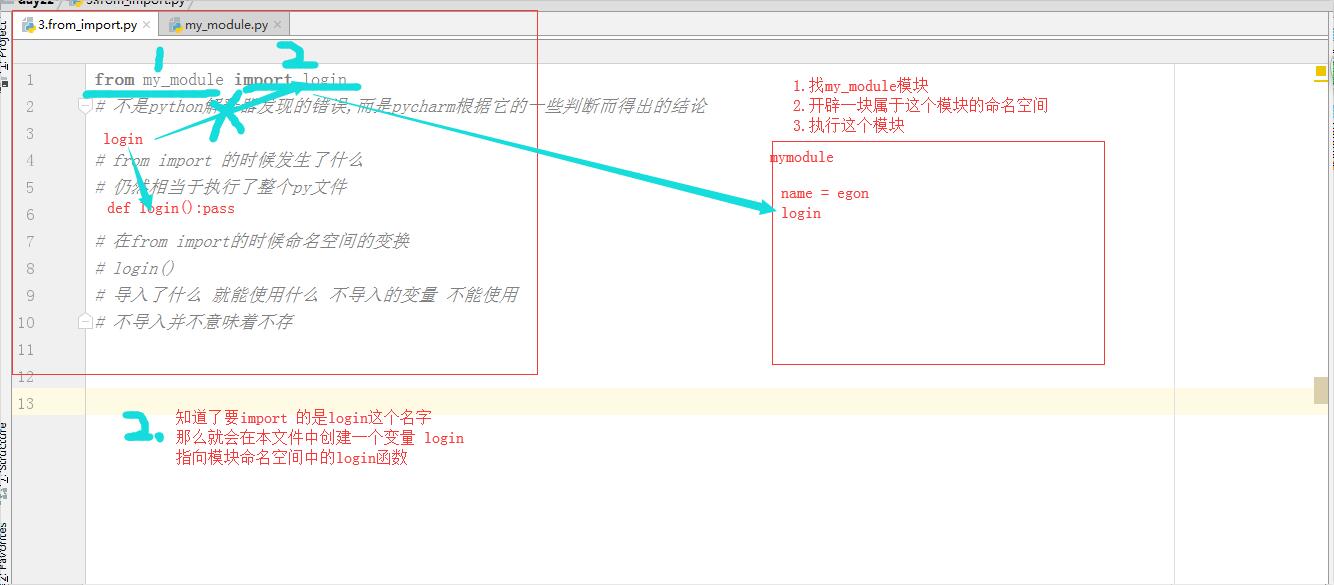 day22 3.from_import.py
3.from_import.py my_module.py
1: Project
1 2
1 from my_module import login
2 # 不是python解释器发现的错误,而是pycharm根据它的一些判断而得出的结论
3 login
4 # from import 的时候发生了什么
5 # 仍然相当于执行了整个py文件
6 def login():pass
7 # 在from import的时候命名空间的变换
8 # login()
9 # 导入了什么 就能使用什么 不导入的变量 不能使用
10 # 不导入并不意味着不存
11
12
13
1.找my_module模块
2.开辟一块属于这个模块的命名空间
3.执行这个模块
mymodule
name = egon
login
2.
知道了要import 的是login这个名字
那么就会在本文件中创建一个变量 login
指向模块命名空间中的login函数
Structure
2: Favorites